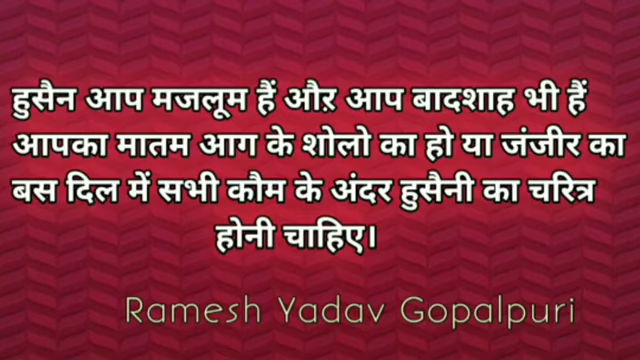 हुसैन आप मजलूम हैं औऱ आप बादशाह भी हैं
आपका मातम आग के शोलो का हो या जंजीर का
बस दिल में सभी कौम के अंदर हुसैनी का चरित्र
होनी चाहिए।
Ramesh Yadav Gopalpuri